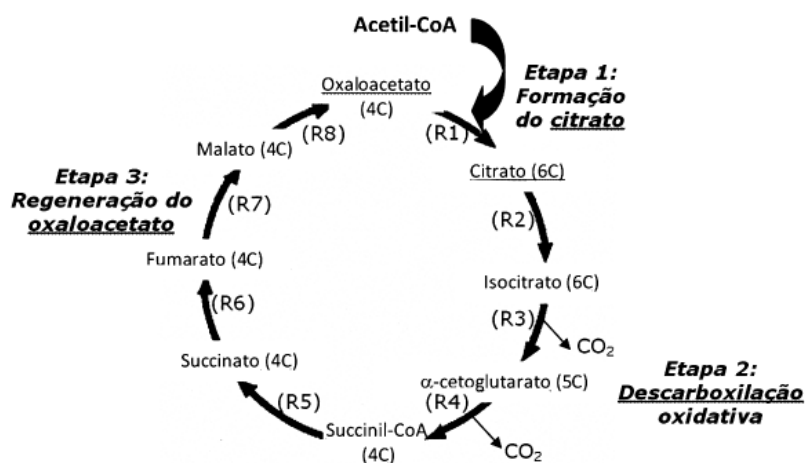 Acetil-CoA
Oxaloacetato
(4C)
Etapa 1:
Formação
do citrato
(R1)
Citrato (6C)
(R2)
Isocitrato (6C)
(R3)
CO2
α-cetoglutarato (5C)
Etapa 2:
Descarboxilação
oxidativa
(R4)
CO2
Succinil-CoA
(4C)
(R5)
Succinato (4C)
(R6)
Fumarato (4C)
(R7)
Etapa 3:
Regeneração do
oxaloacetato
Malato (4C)
(R8)